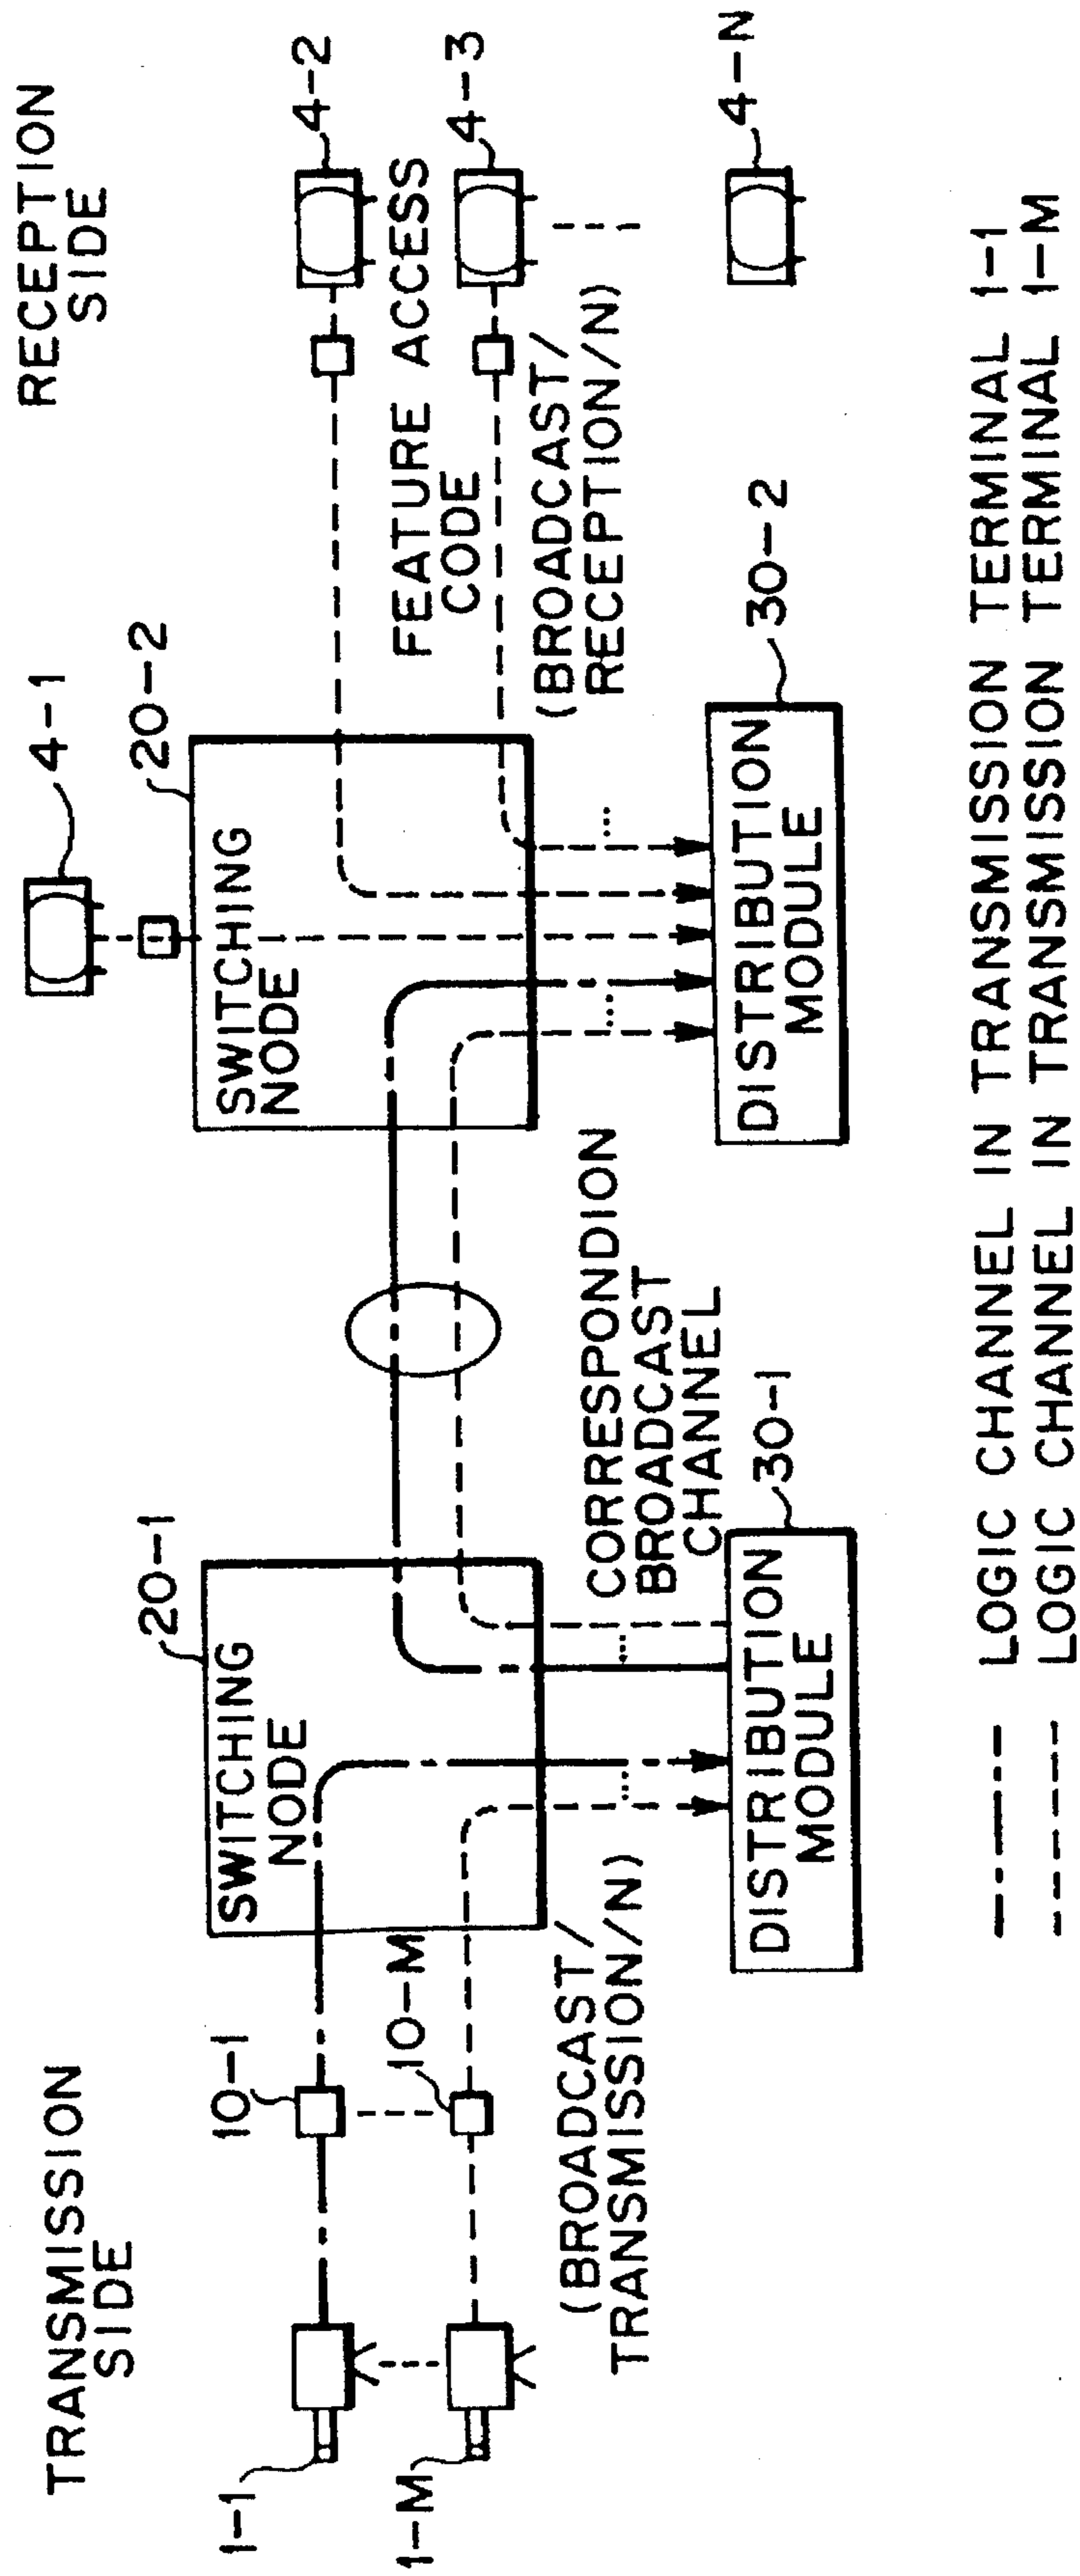 TRANSMISSION
SIDE
RECEPTION
SIDE
1-1
1-M
10-1
10-M
20-1
SWITCHING
NODE
(BROADCAST/
TRANSMISSION/N)
DISTRIBUTION
MODULE
30-1
CORRESPONDION
BROADCAST
CHANNEL
4-1
20-2
SWITCHING
NODE
DISTRIBUTION
MODULE
30-2
FEATURE ACCESS
CODE
(BROADCAST/
RECEPTION/N)
4-2
4-3
4-N
LOGIC CHANNEL IN TRANSMISSION TERMINAL 1-1
LOGIC CHANNEL IN TRANSMISSION TERMINAL 1-M